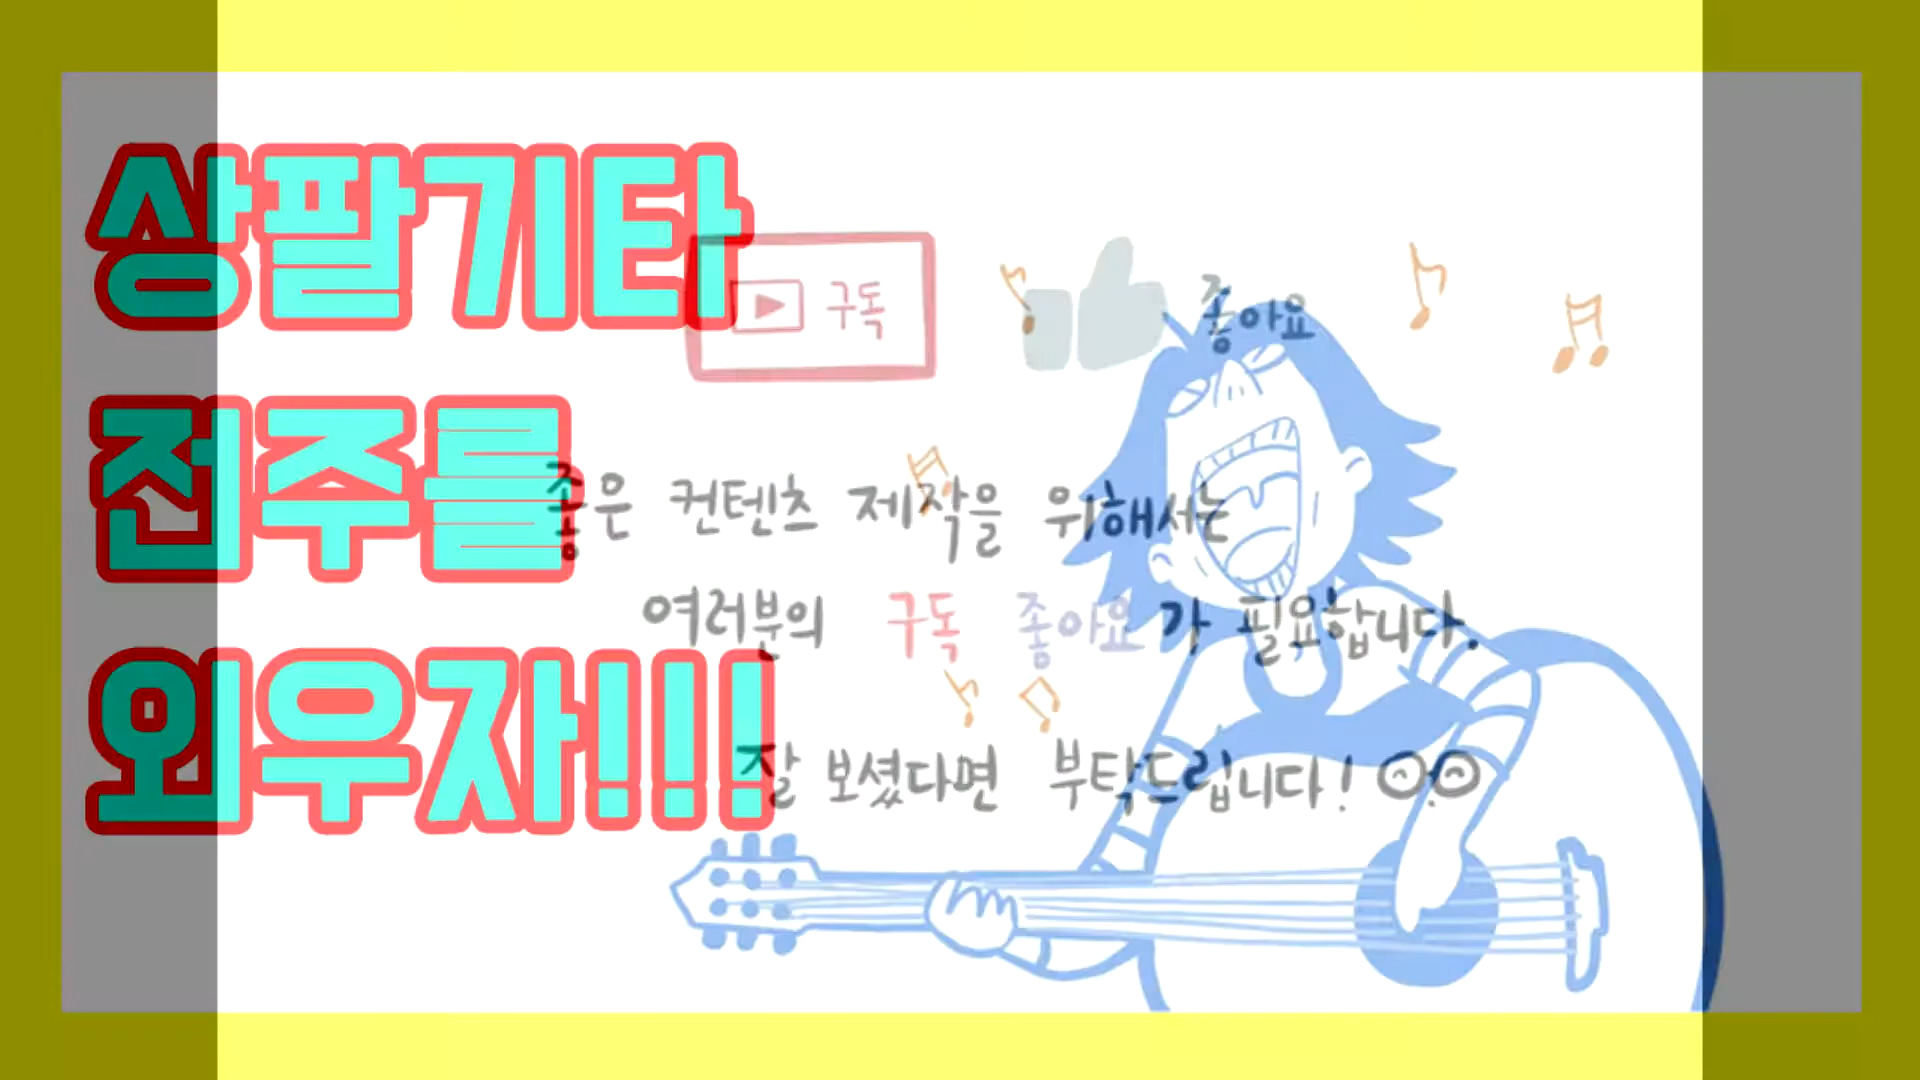 상팔기타
전주를
외우자!!!
구독
좋아요
좋은 컨텐츠 제작을 위해서는
여러분의 구독 좋아요가 필요합니다.
잘 보셨다면 부탁드립니다!